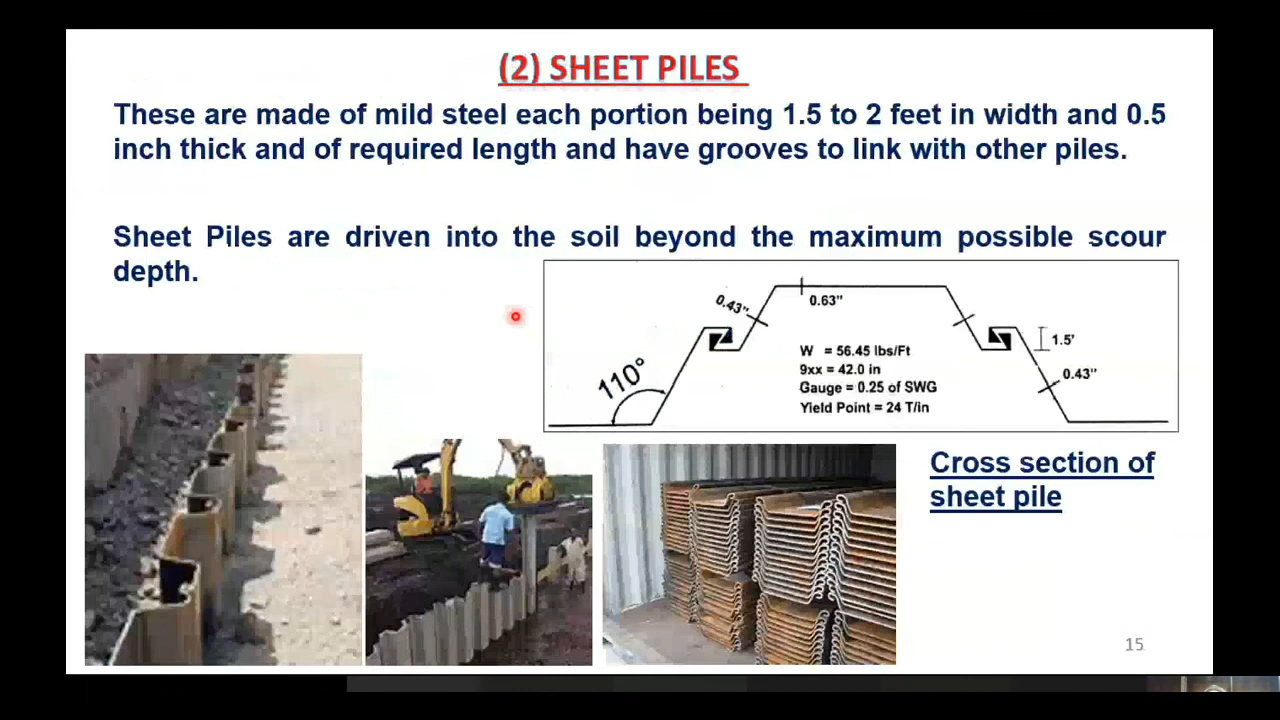 (2) SHEET PILES
These are made of mild steel each portion being 1.5 to 2 feet in width and 0.5
inch thick and of required length and have grooves to link with other piles.
Sheet Piles are driven into the soil beyond the maximum possible scour
depth.
0.43"
0.63"
110°
W = 56.45 lbs/Ft
9xx = 42.0 in
Gauge = 0.25 of SWG
Yield Point = 24 T/in
1.5'
0.43"
Cross section of
sheet pile
15